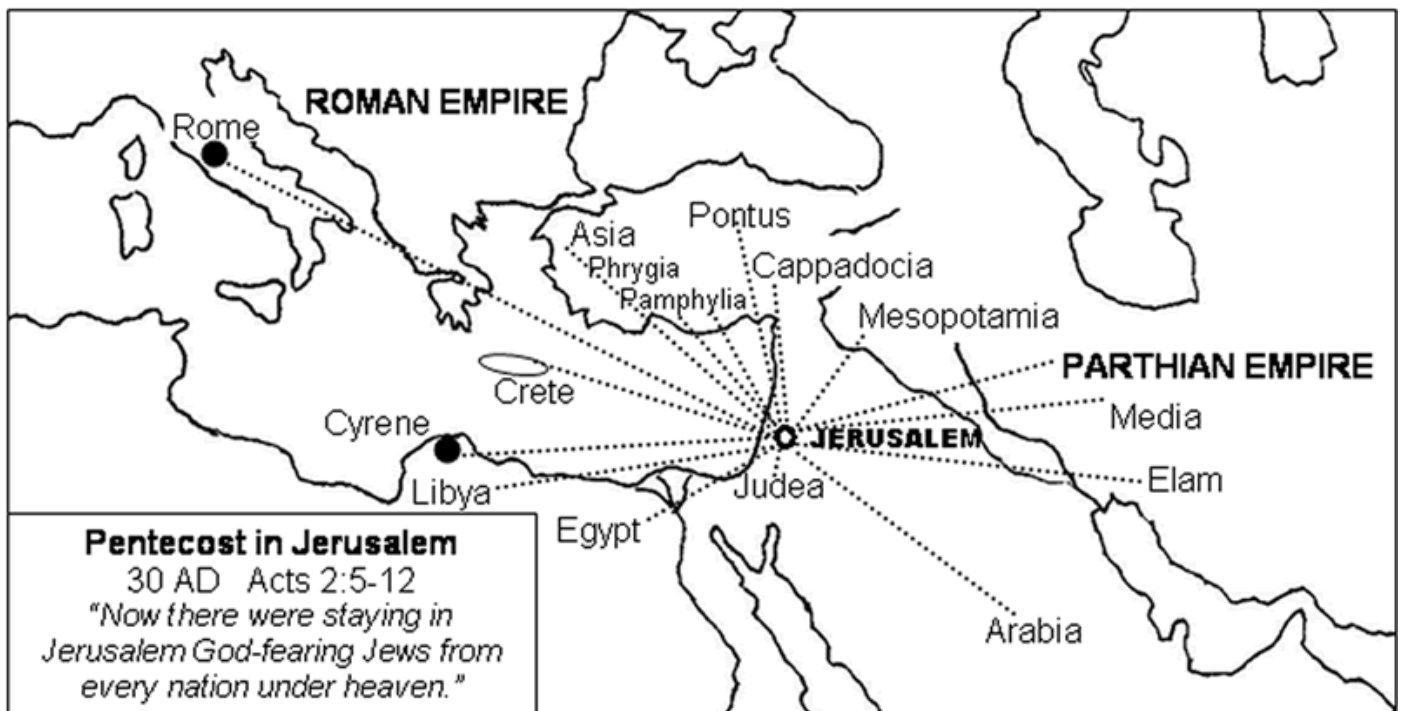 ROMAN EMPIRE
Rome
Pontus
Asia
Phrygia
Cappadocia
Pamphylia
Mesopotamia
PARTHIAN EMPIRE
Crete
Media
Cyrene
JERUSALEM
Libya
Judea
Elam
Egypt
Arabia
Pentecost in Jerusalem
30 AD Acts 2:5-12
"Now there were staying in
Jerusalem God-fearing Jews from
every nation under heaven."